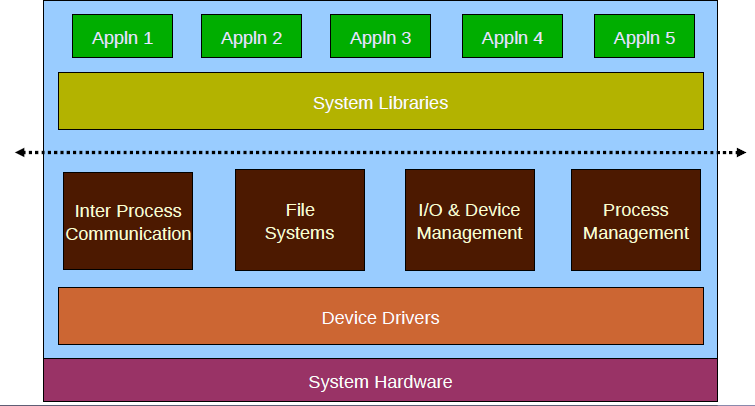 Appln 1 Appln 2 Appln 3 Appln 4 Appln 5
System Libraries
Inter Process
Communication
File
Systems
I/O & Device
Management
Process
Management
Device Drivers
System Hardware